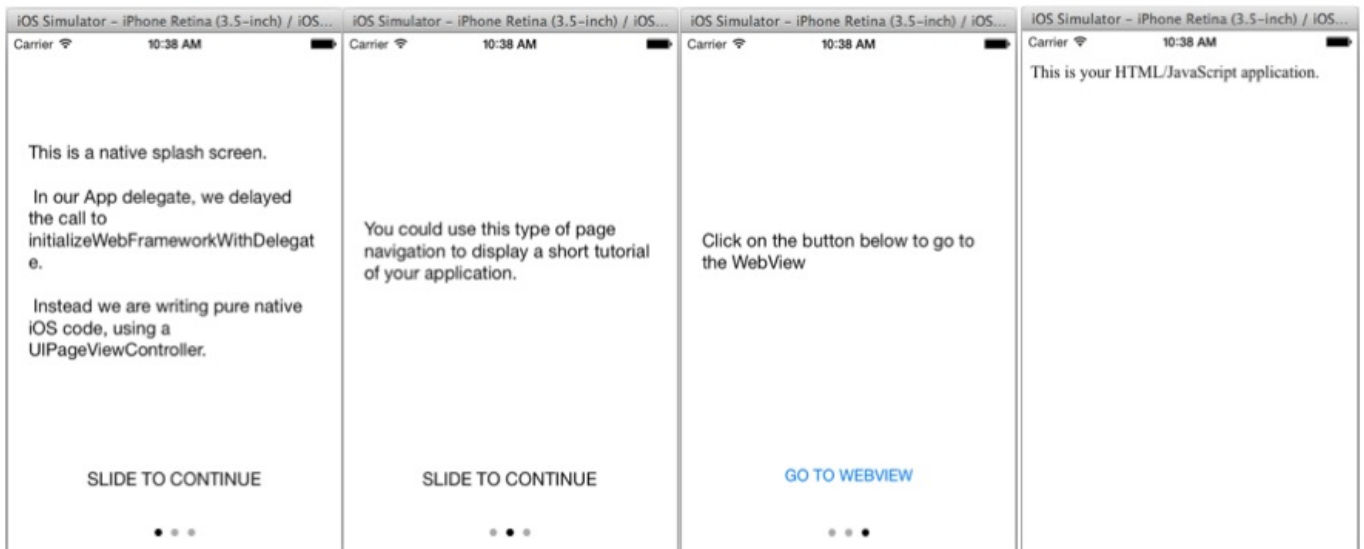 iOS Simulator – iPhone Retina (3.5-inch) / iOS...
Carrier 10:38 AM
This is a native splash screen.
In our App delegate, we delayed
the call to
initializeWebFrameworkWithDelegat
e.
Instead we are writing pure native
iOS code, using a
UIPageViewController.
SLIDE TO CONTINUE
iOS Simulator – iPhone Retina (3.5-inch) / iOS...
Carrier 10:38 AM
You could use this type of page
navigation to display a short tutorial
of your application.
SLIDE TO CONTINUE
iOS Simulator – iPhone Retina (3.5-inch) / iOS...
Carrier 10:38 AM
Click on the button below to go to
the WebView
GO TO WEBVIEW
iOS Simulator – iPhone Retina (3.5-inch) / iOS...
Carrier 10:38 AM
This is your HTML/JavaScript application.